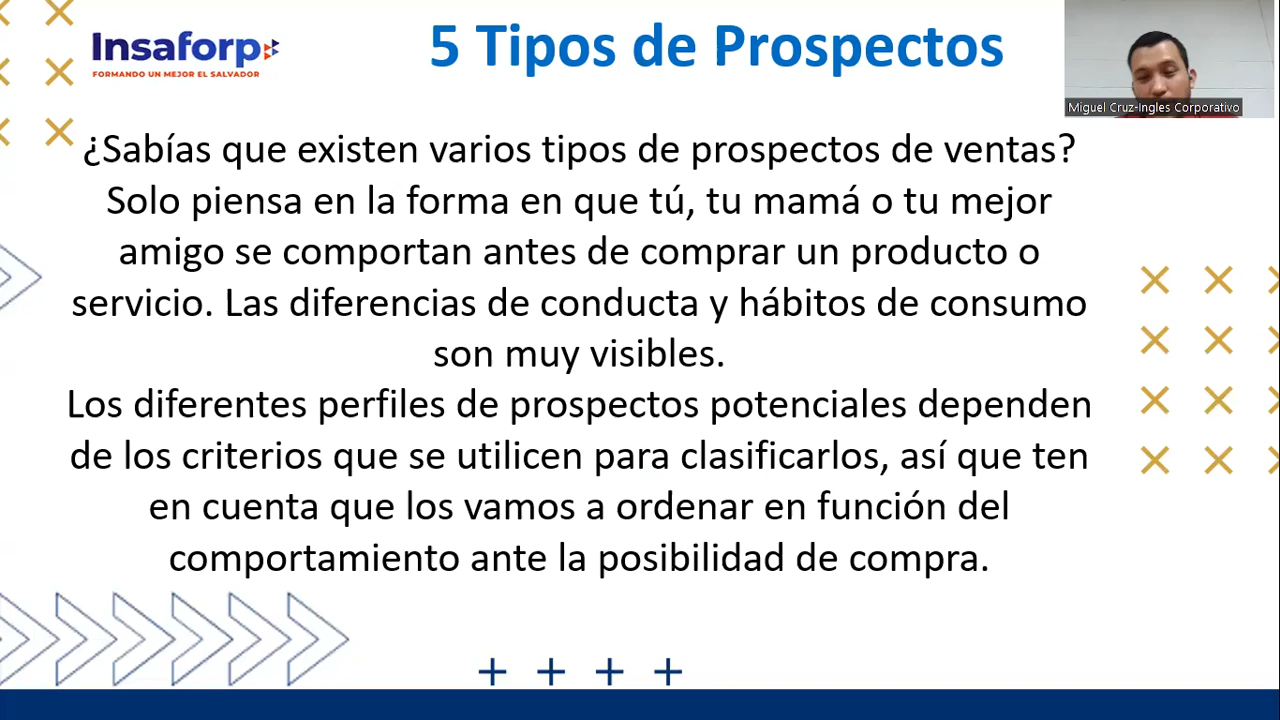 Insaforp
FORMANDO UN MEJOR EL SALVADOR
5 Tipos de Prospectos
Miguel Cruz-Ingles Corporativo
¿Sabías que existen varios tipos de prospectos de ventas?
Solo piensa en la forma en que tú, tu mamá o tu mejor
amigo se comportan antes de comprar un producto o
servicio. Las diferencias de conducta y hábitos de consumo
son muy visibles.
Los diferentes perfiles de prospectos potenciales dependen
de los criterios que se utilicen para clasificarlos, así que ten
en cuenta que los vamos a ordenar en función del
comportamiento ante la posibilidad de compra.